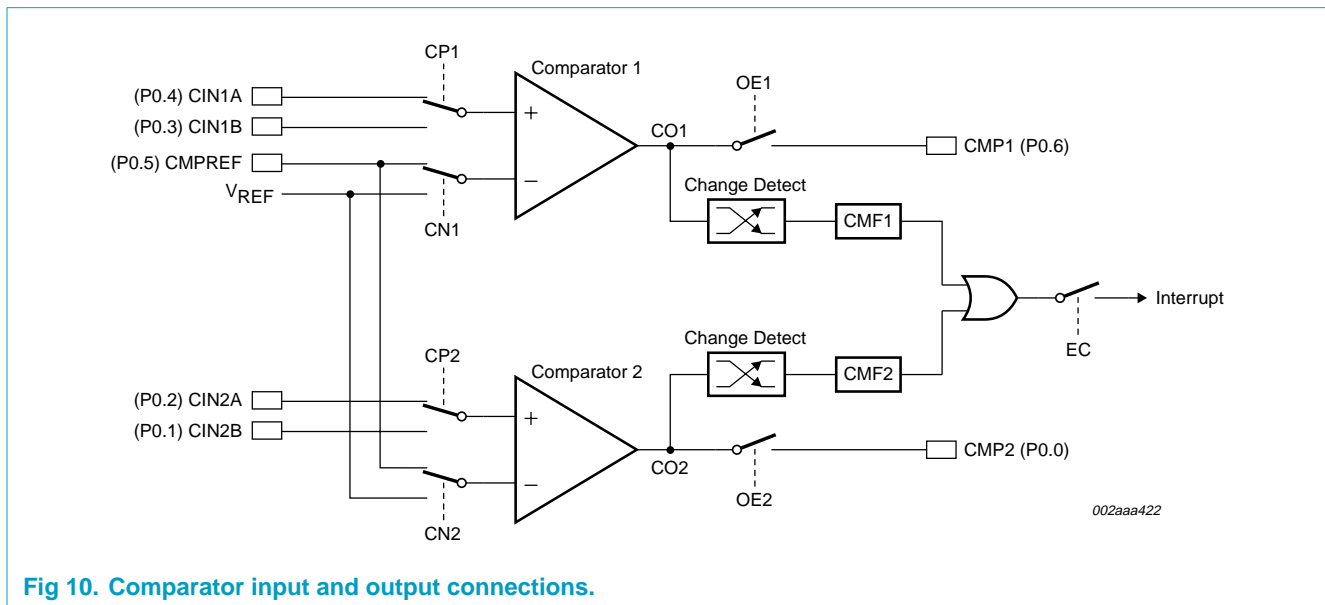 CP1
Comparator 1
OE1
(P0.4) CIN1A
(P0.3) CIN1B
(P0.5) CMPREF
VREF
+
−
CO1
CMP1 (P0.6)
Change Detect
CMF1
CN1
Interrupt
EC
Change Detect
CMF2
CP2
Comparator 2
(P0.2) CIN2A
(P0.1) CIN2B
+
−
CO2
CMP2 (P0.0)
OE2
CN2
002aaa422
Fig 10. Comparator input and output connections.